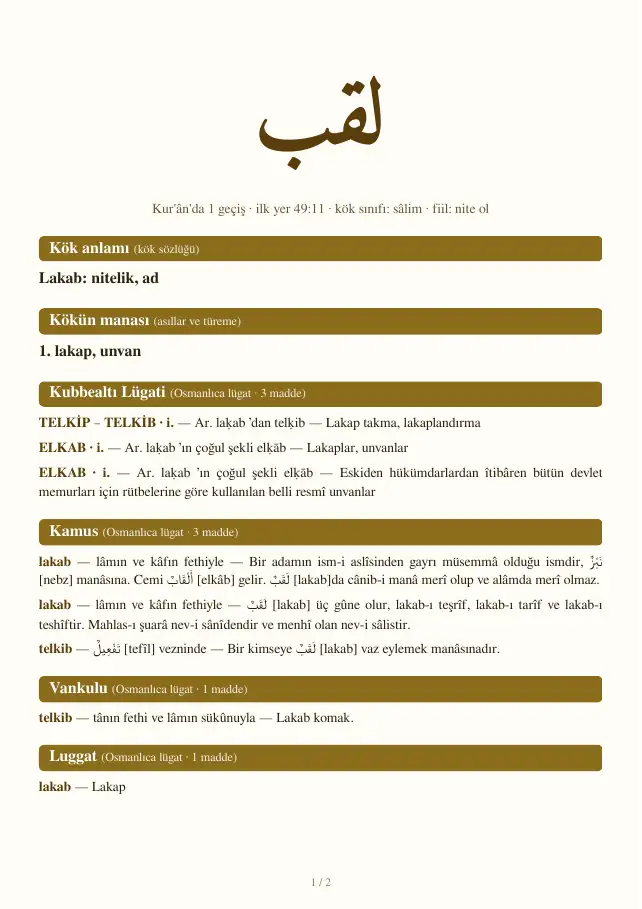 لقب
Kur'ân'da 1 geçiş · ilk yer 49:11 · kök sınıfı: sâlim · fiil: nite ol
Kök anlamı (kök sözlüğü)
Lakab: nitelik, ad
Kökün manası (asıllar ve türeme)
1. lakap, unvan
Kubbealtı Lügati (Osmanlıca lügat · 3 madde)
TELKİP – TELKİB · i. — Ar. laḳab 'dan telḳіb — Lakap takma, lakaplandırma
ELKAB · i. — Ar. laḳab 'ın çoğul şekli elḳāb — Lakaplar, unvanlar
ELKAB · i. — Ar. laḳab 'ın çoğul şekli elḳāb — Eskiden hükümdarlardan îtibâren bütün devlet
memurları için rütbelerine göre kullanılan belli resmî unvanlar
Kamus (Osmanlıca lügat · 3 madde)
lakab — lâmın ve kâfın fethiyle — Bir adamın ism-i aslîsinden gayrı müsemmâ olduğu ismdir, نَبَزٌ
[nebz] manâsına. Cemi أَلْقَابٌ [elkâb] gelir. لَقَبٌ [lakab]da cânib-i manâ merî olup ve alâmda merî olmaz.
lakab — lâmın ve kâfın fethiyle — لَقَبٌ [lakab] üç gûne olur, lakab-ı teşrîf, lakab-ı tarîf ve lakab-ı
teshîftir. Mahlas-ı şuarâ nev-i sânîdendir ve menhî olan nev-i sâlistir.
telkib — تَفْعِيلٌ [tefîl] vezninde — Bir kimseye لَقَبٌ [lakab] vaz eylemek manâsınadır.
Vankulu (Osmanlıca lügat · 1 madde)
telkib — tânın fethi ve lâmın sükûnuyla — Lakab komak.
Luggat (Osmanlıca lügat · 1 madde)
lakab — Lakap
1 / 2